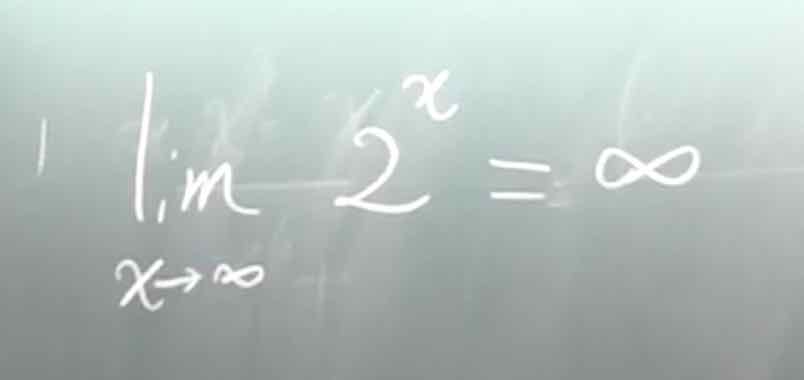 lim 2^x = ∞
x→∞